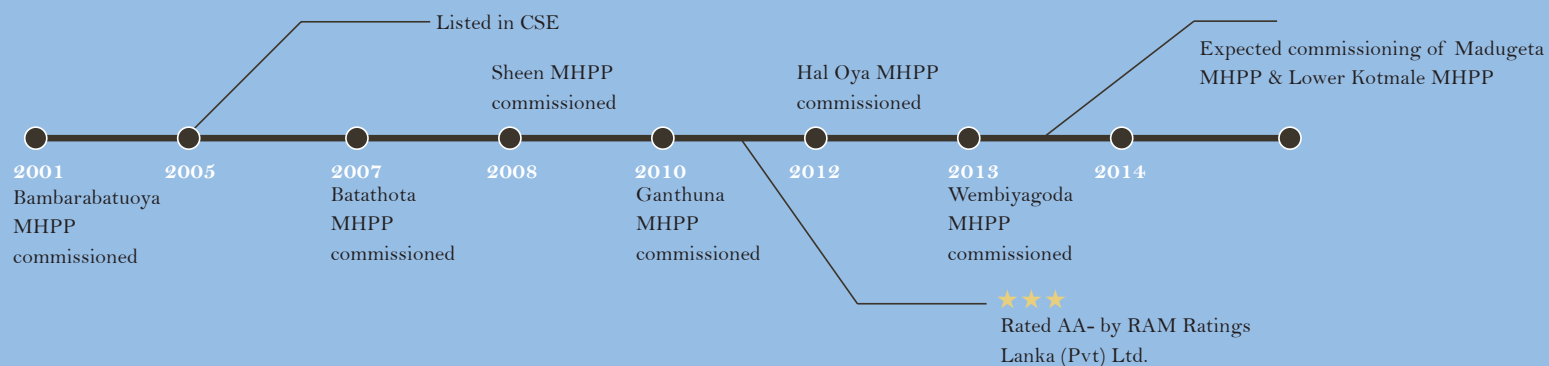 Listed in CSE
Expected commissioning of Madugeta
MHPP & Lower Kotmale MHPP
Sheen MHPP
commissioned
Hal Oya MHPP
commissioned
2001
Bambarabatuoya
MHPP
commissioned
2005
2007
Batathota
MHPP
commissioned
2008
2010
Ganthuna
MHPP
commissioned
2012
2013
Wembiyagoda
MHPP
commissioned
2014
Rated AA- by RAM Ratings
Lanka (Pvt) Ltd.